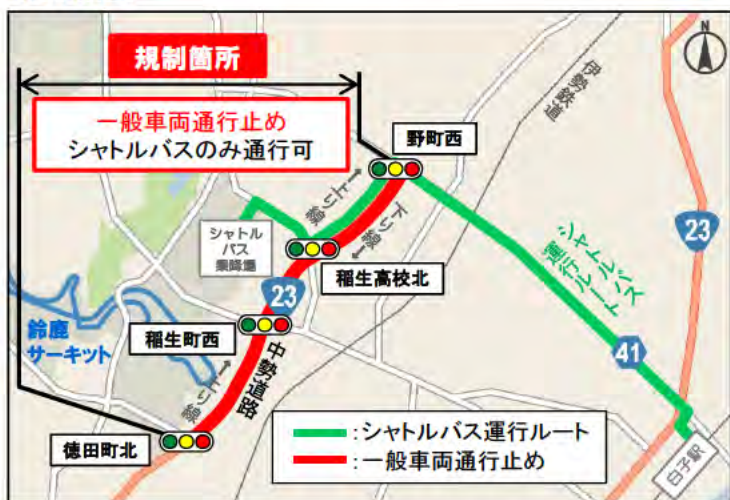 規制箇所
一般車両通行止め
シャトルバスのみ通行可
N
伊勢鉄道
野町西
←上り線
下り線→
23
シャトル
バス
乗降場
稲生高校北
シャトルバス
運行ルート
23
鈴鹿
サーキット
稲生町西
中勢道路
41
←上り線
徳田町北
:シャトルバス運行ルート
:一般車両通行止め
白子駅